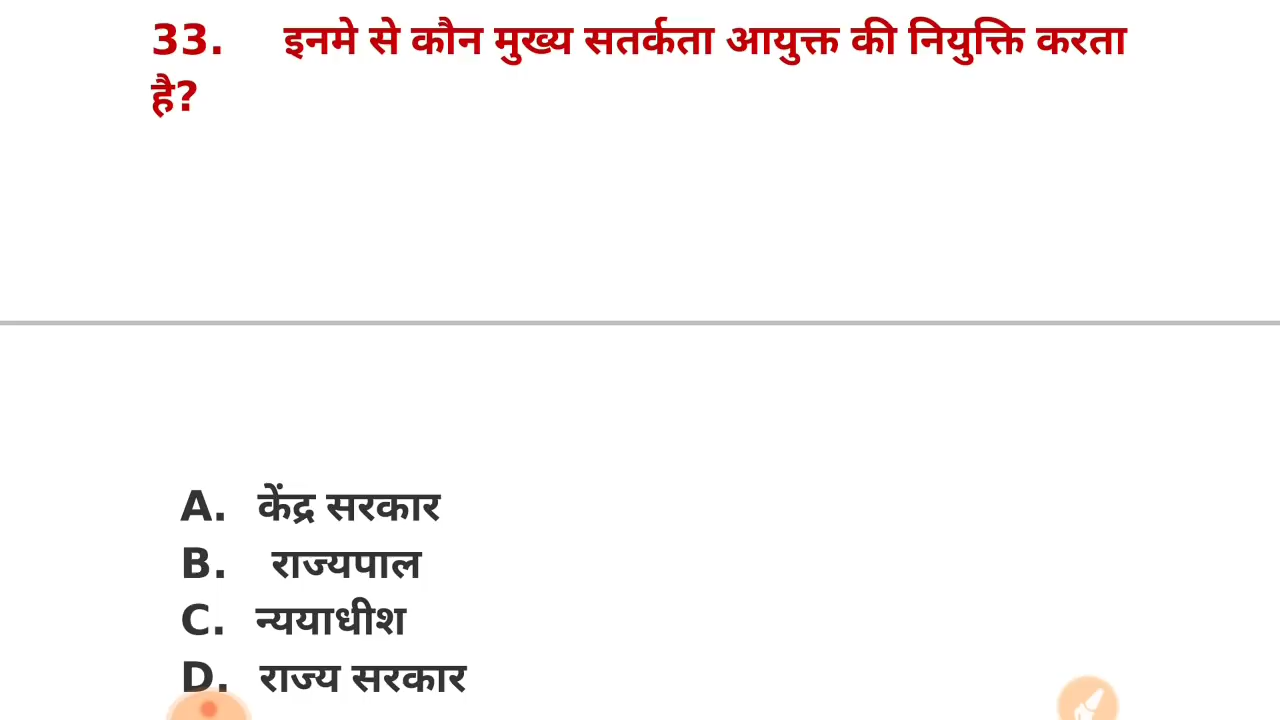 33. इनमे से कौन मुख्य सतर्कता आयुक्त की नियुक्ति करता
है?
A. केंद्र सरकार
B. राज्यपाल
C. न्ययाधीश
D. राज्य सरकार